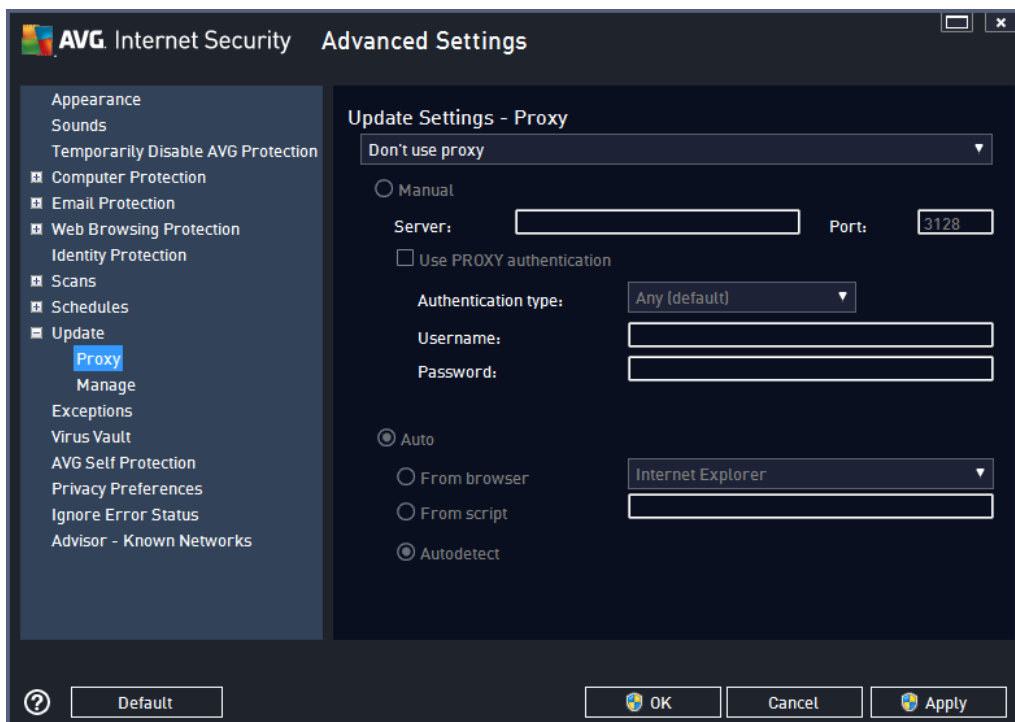 AVG. Internet Security Advanced Settings
Appearance
Sounds
Temporarily Disable AVG Protection
Computer Protection
Email Protection
Web Browsing Protection
Identity Protection
Scans
Schedules
Update
Proxy
Manage
Exceptions
Virus Vault
AVG Self Protection
Privacy Preferences
Ignore Error Status
Advisor - Known Networks
Update Settings - Proxy
Don't use proxy
Manual
Server: Port: 3128
Use PROXY authentication
Authentication type: Any (default)
Username:
Password:
Auto
From browser Internet Explorer
From script
Autodetect
? Default OK Cancel Apply